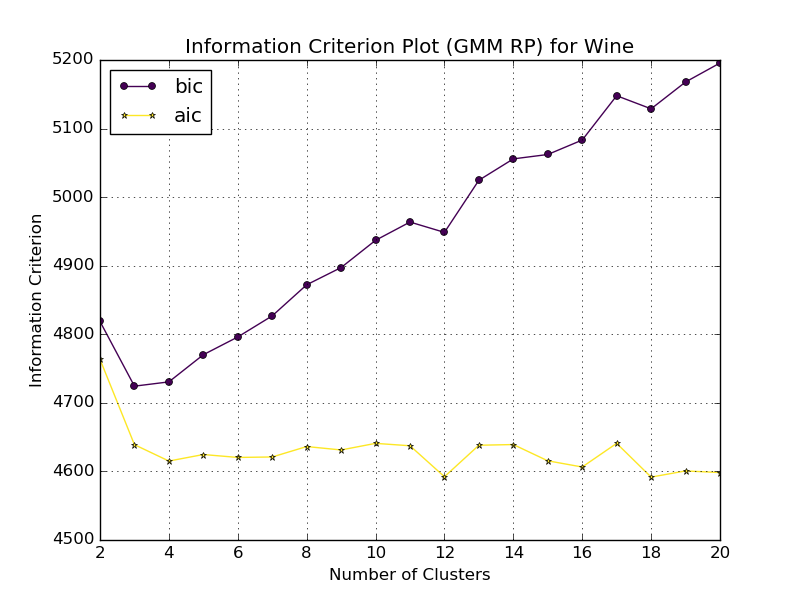 Information Criterion Plot (GMM RP) for Wine
bic
aic
5200
5100
5000
4900
4800
4700
4600
4500
Information Criterion
2 4 6 8 10 12 14 16 18 20
Number of Clusters